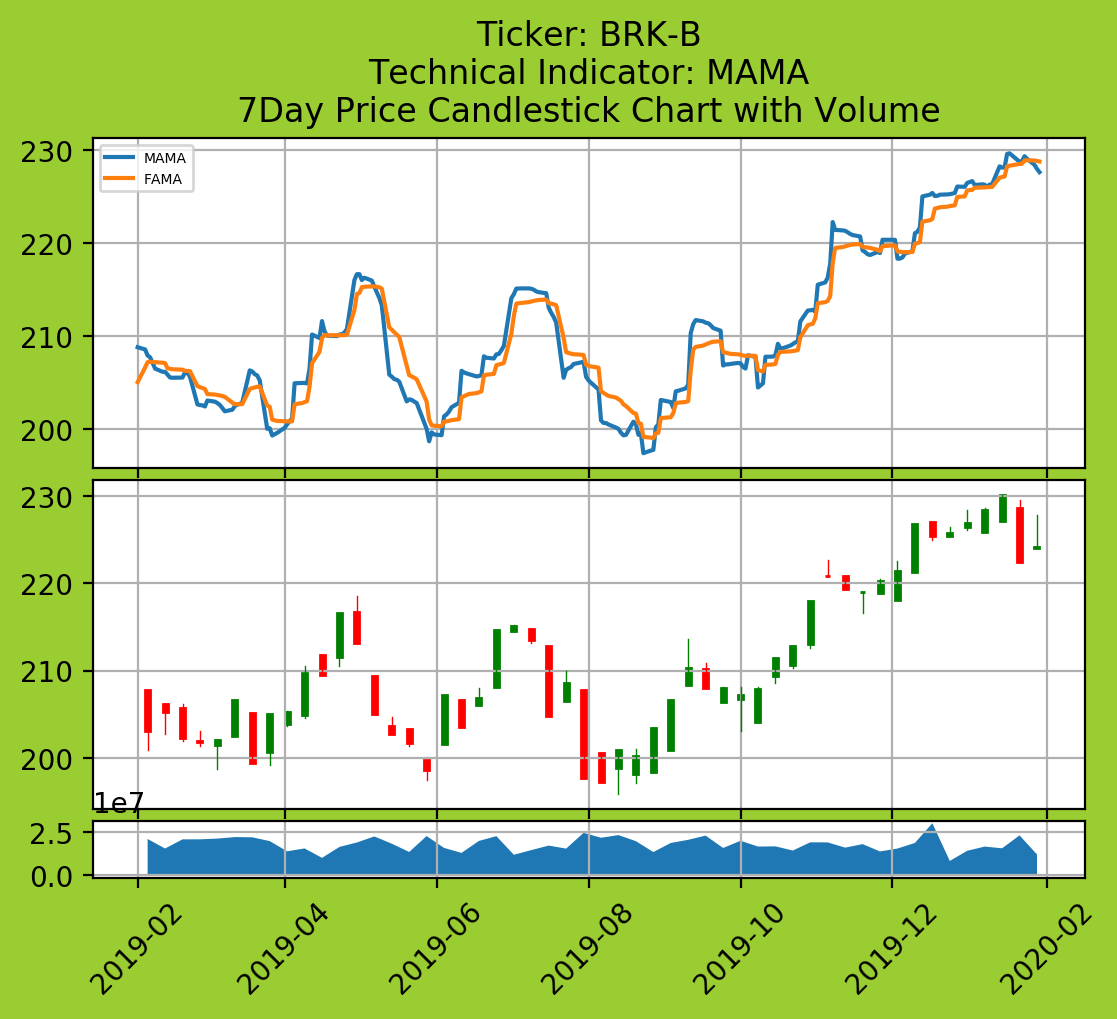 Ticker: BRK-B
Technical Indicator: MAMA
7Day Price Candlestick Chart with Volume
230
220
210
200
MAMA
FAMA
230
220
210
200
1e7
2.5
0.0
2019-02
2019-04
2019-06
2019-08
2019-10
2019-12
2020-02